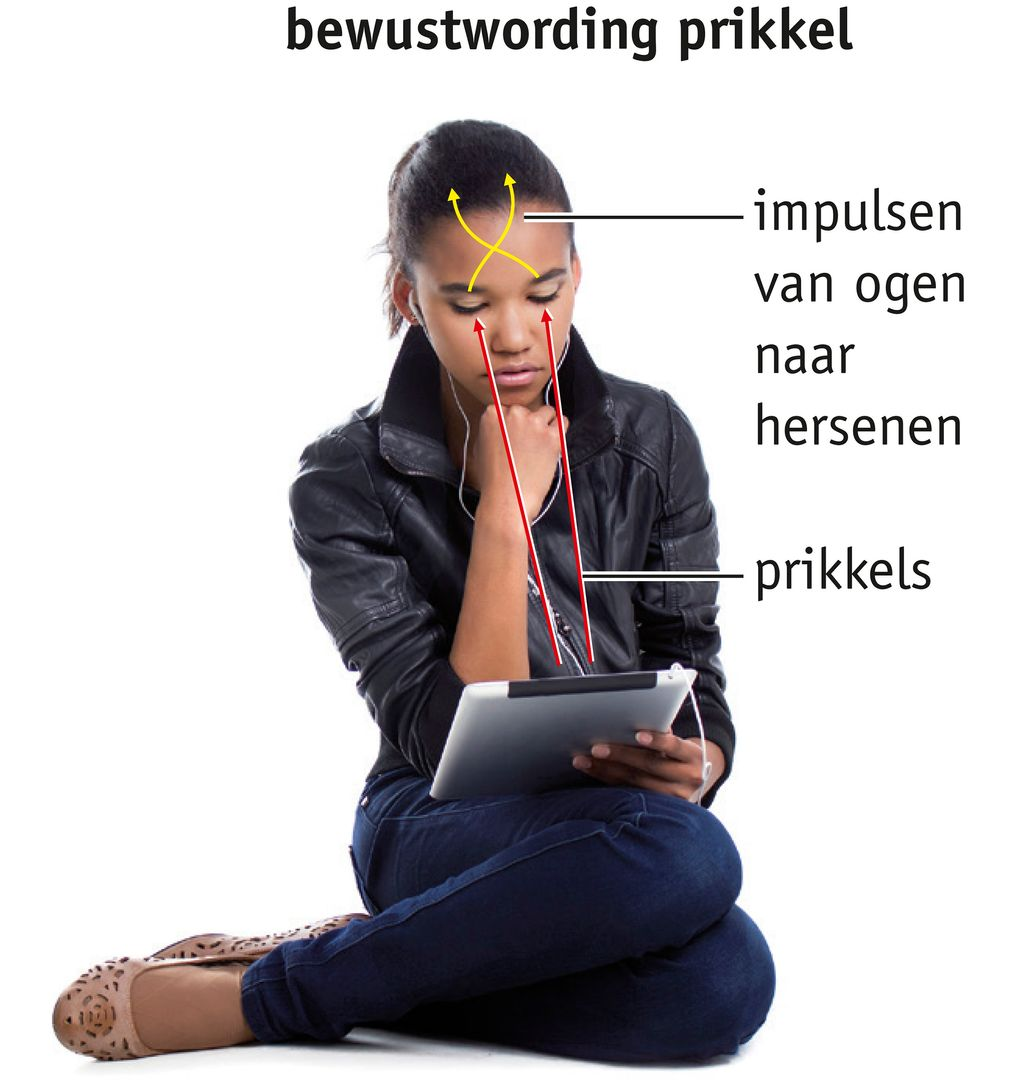 bewustwording prikkel
impulsen
van ogen
naar
hersenen
prikkels